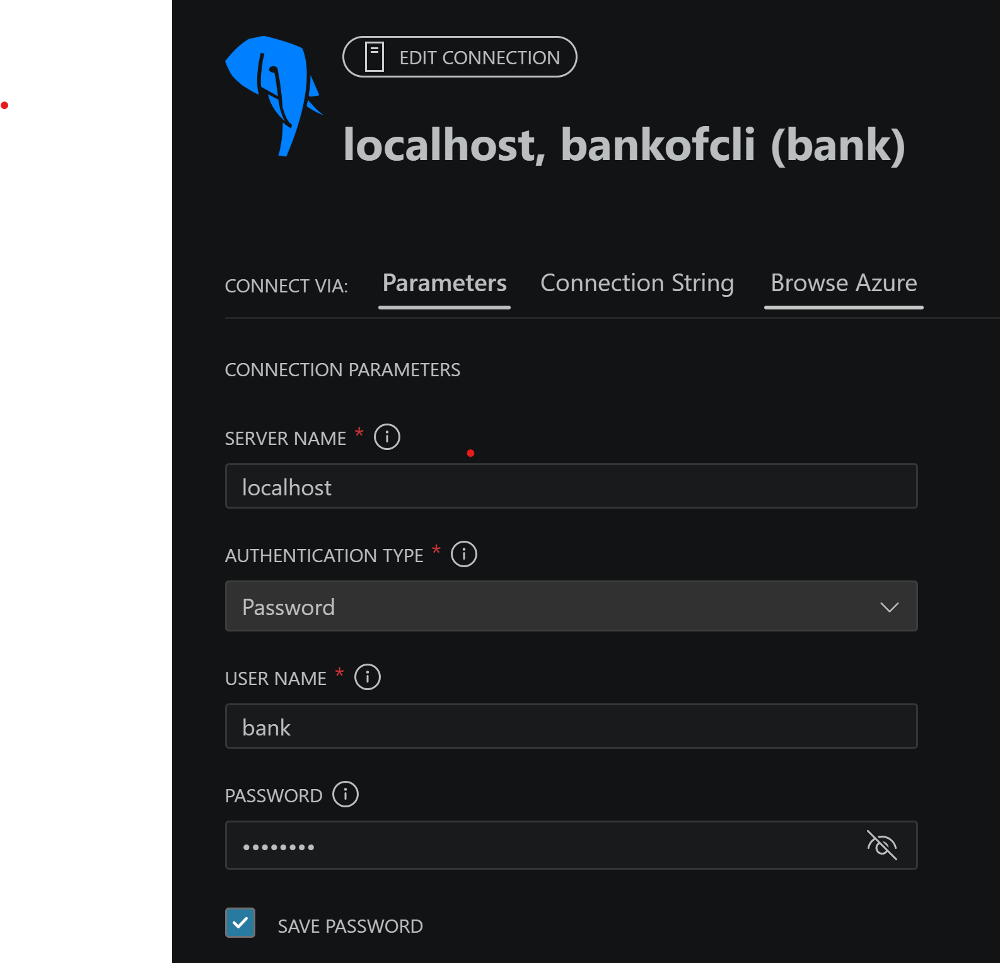 EDIT CONNECTION
localhost, bankofcli (bank)
CONNECT VIA: Parameters Connection String Browse Azure
CONNECTION PARAMETERS
SERVER NAME *
localhost
AUTHENTICATION TYPE *
Password
USER NAME *
bank
PASSWORD
••••••••
SAVE PASSWORD